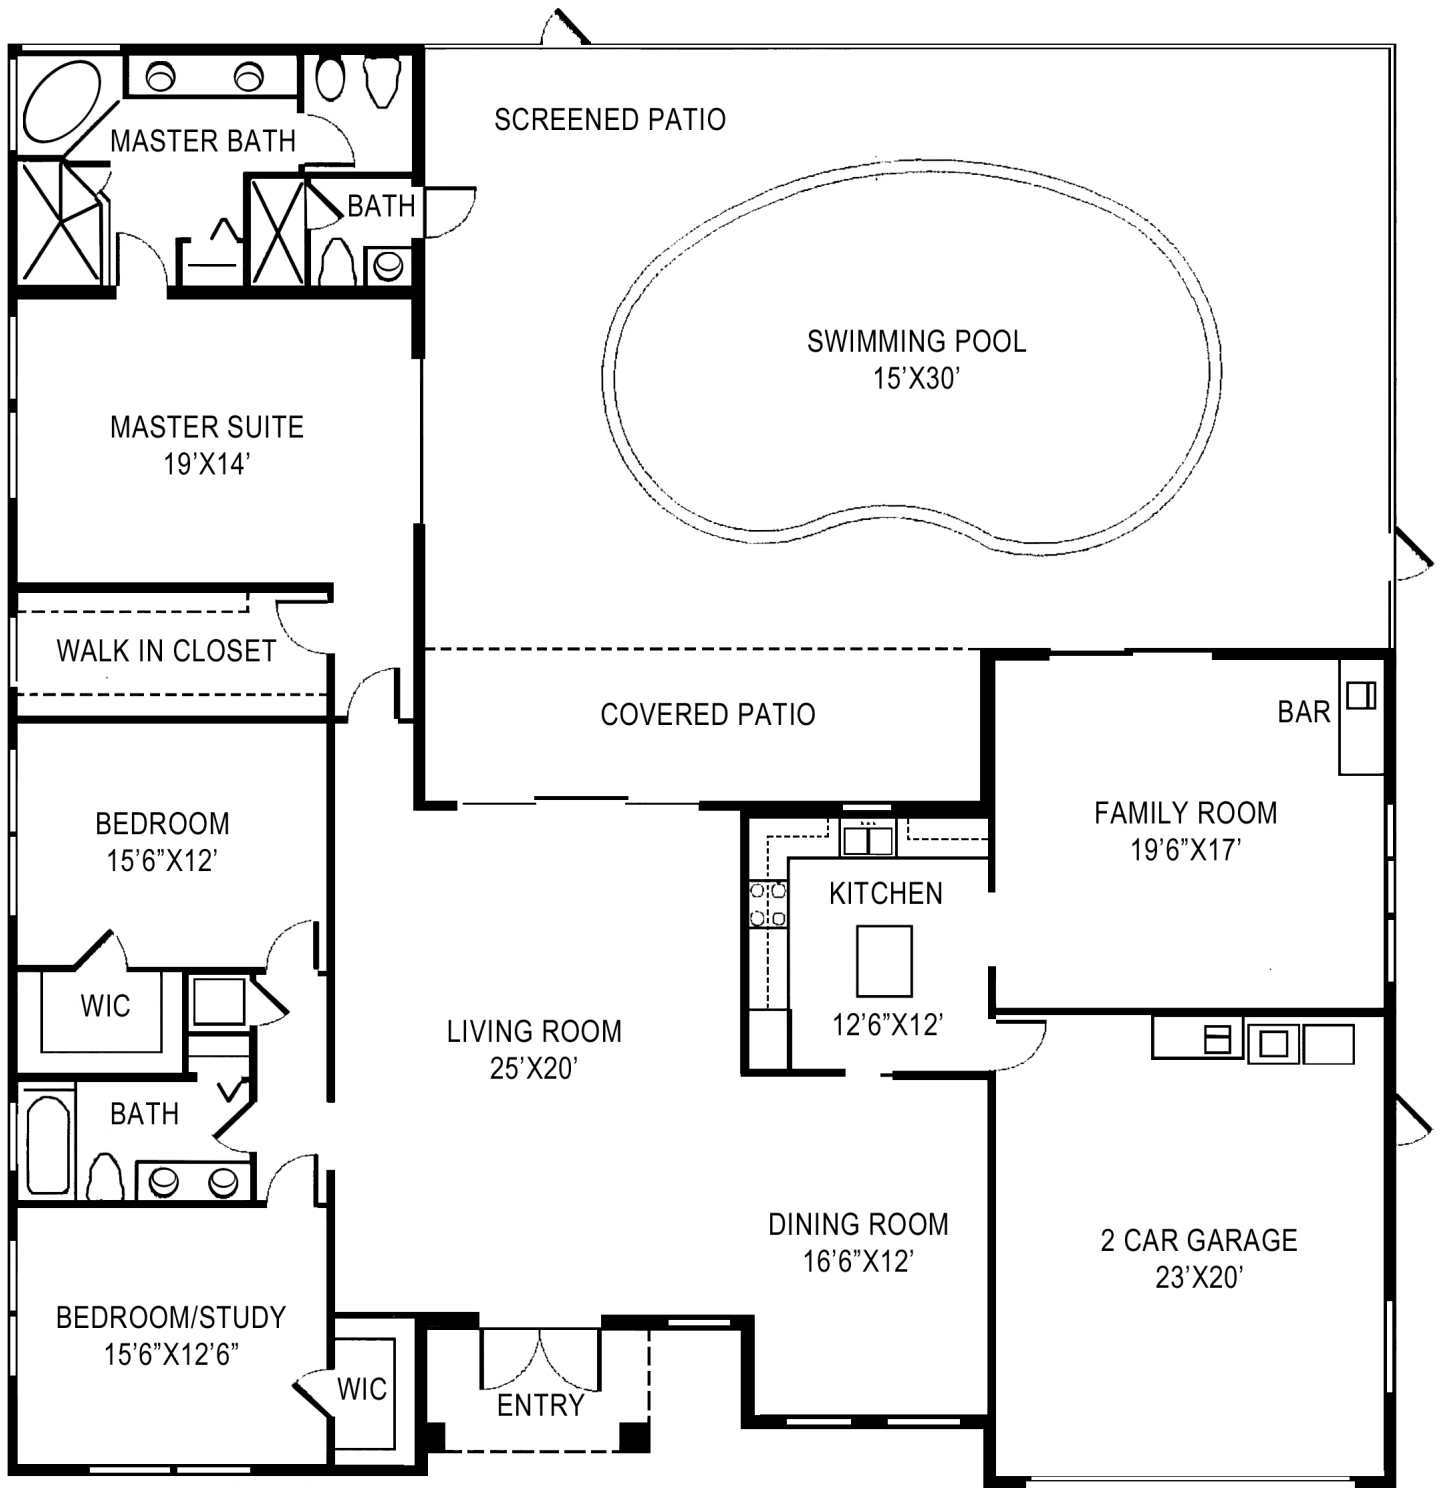 SCREENED PATIO
MASTER BATH
BATH
SWIMMING POOL
15’X30’
MASTER SUITE
19’X14’
WALK IN CLOSET
COVERED PATIO
BAR
BEDROOM
15’6”X12’
FAMILY ROOM
19’6”X17’
KITCHEN
12’6”X12’
WIC
LIVING ROOM
25’X20’
BATH
DINING ROOM
16’6”X12’
2 CAR GARAGE
23’X20’
BEDROOM/STUDY
15’6”X12’6”
WIC
ENTRY